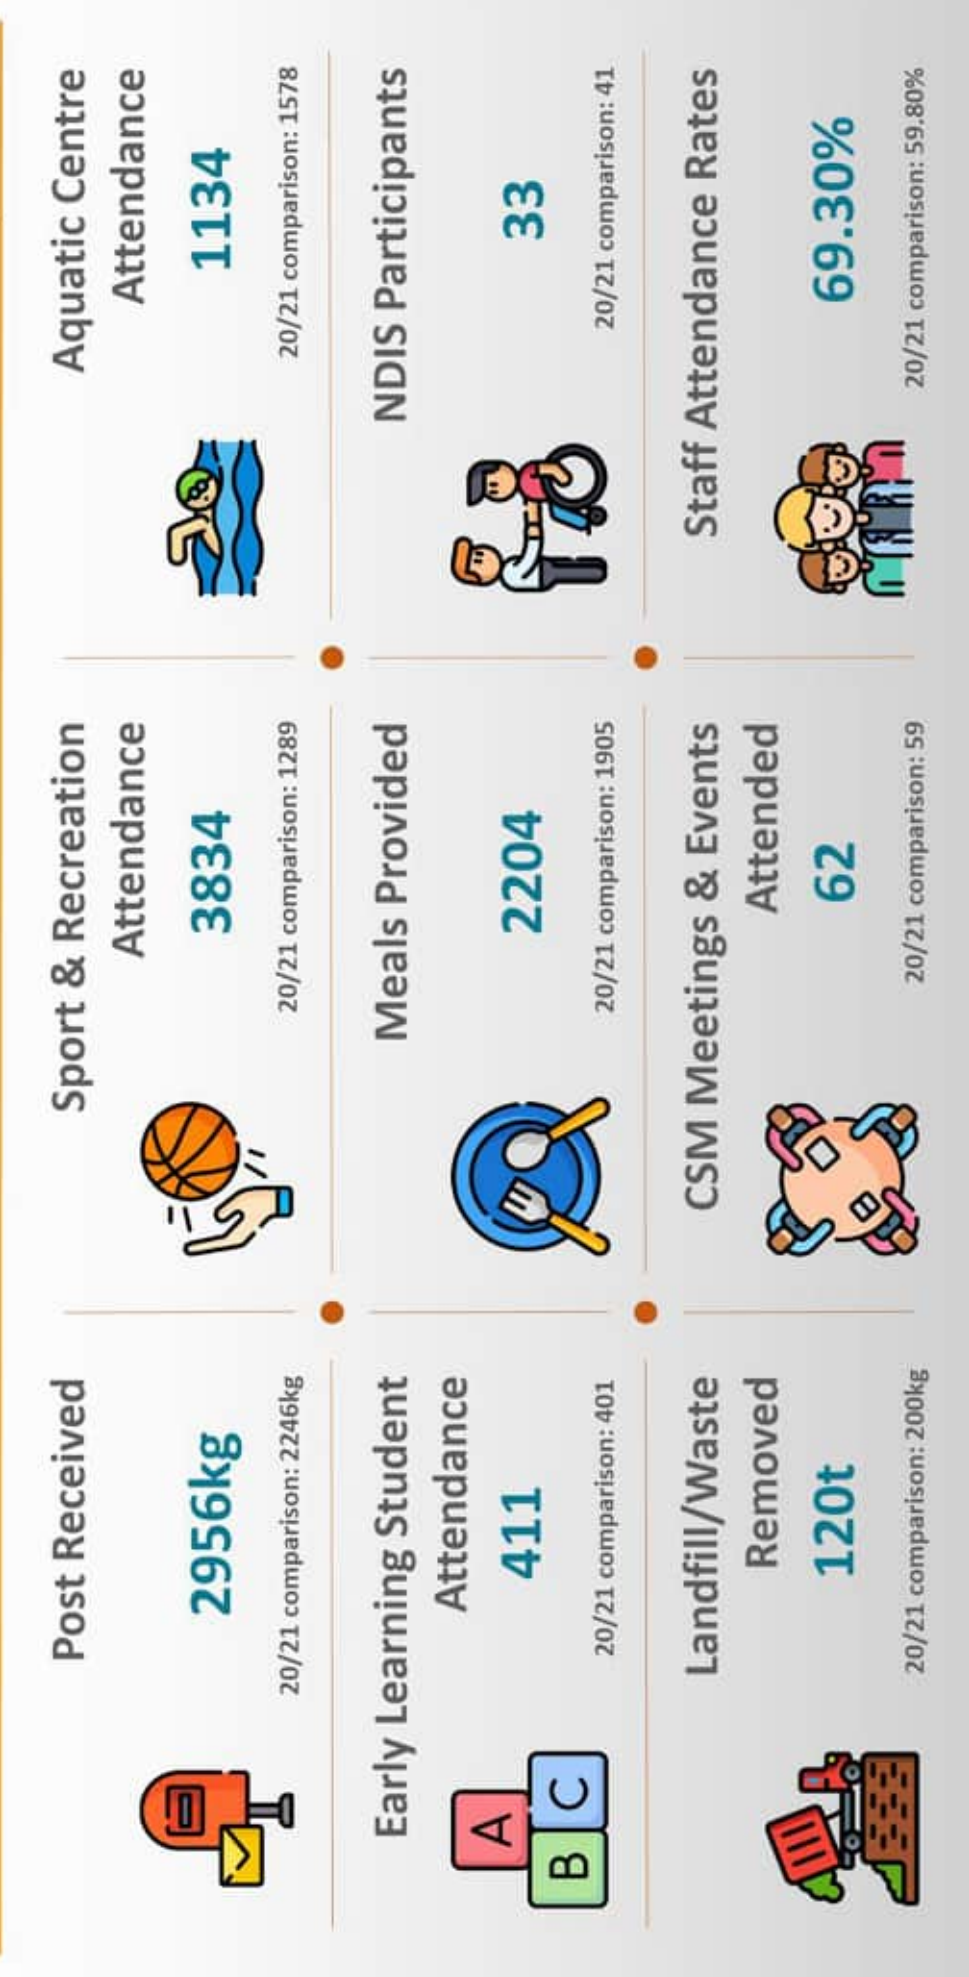 Post Received
2956kg
20/21 comparison: 2246kg
Sport & Recreation
Attendance
3834
20/21 comparison: 1289
Aquatic Centre
Attendance
1134
20/21 comparison: 1578
Early Learning Student
Attendance
411
20/21 comparison: 401
A
B C
Meals Provided
2204
20/21 comparison: 1905
NDIS Participants
33
20/21 comparison: 41
Landfill/Waste
Removed
120t
20/21 comparison: 200kg
CSM Meetings & Events
Attended
62
20/21 comparison: 59
Staff Attendance Rates
69.30%
20/21 comparison: 59.80%